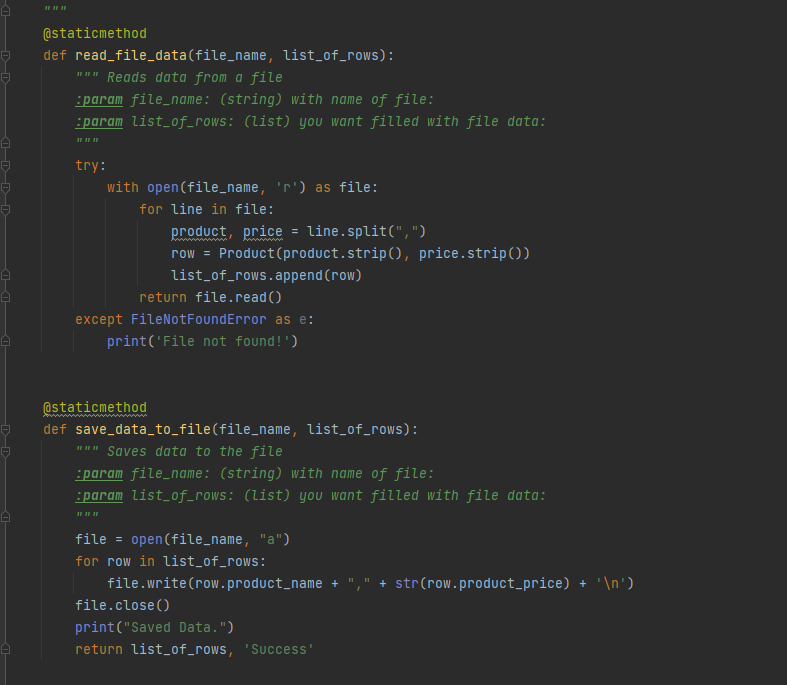 """
@staticmethod
def read_file_data(file_name, list_of_rows):
    """ Reads data from a file
    :param file_name: (string) with name of file:
    :param list_of_rows: (list) you want filled with file data:
    """
    try:
        with open(file_name, 'r') as file:
            for line in file:
                product, price = line.split(",")
                row = Product(product.strip(), price.strip())
                list_of_rows.append(row)
            return file.read()
    except FileNotFoundError as e:
        print('File not found!')
@staticmethod
def save_data_to_file(file_name, list_of_rows):
    """ Saves data to the file
    :param file_name: (string) with name of file:
    :param list_of_rows: (list) you want filled with file data:
    """
    file = open(file_name, "a")
    for row in list_of_rows:
        file.write(row.product_name + "," + str(row.product_price) + '\n')
    file.close()
    print("Saved Data.")
    return list_of_rows, 'Success'